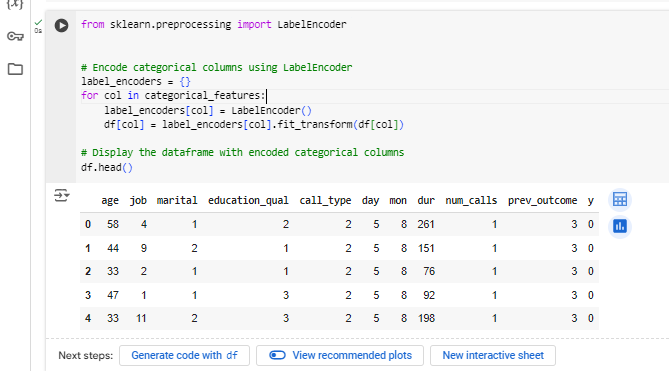 {x}
0s
from sklearn.preprocessing import LabelEncoder
# Encode categorical columns using LabelEncoder
label_encoders = {}
for col in categorical_features:
    label_encoders[col] = LabelEncoder()
    df[col] = label_encoders[col].fit_transform(df[col])
# Display the dataframe with encoded categorical columns
df.head()
age job marital education_qual call_type day mon dur num_calls prev_outcome y
0 58 4 1 2 2 5 8 261 1 3 0
1 44 9 2 1 2 5 8 151 1 3 0
2 33 2 1 1 2 5 8 76 1 3 0
3 47 1 1 3 2 5 8 92 1 3 0
4 33 11 2 3 2 5 8 198 1 3 0
Next steps: Generate code with df View recommended plots New interactive sheet